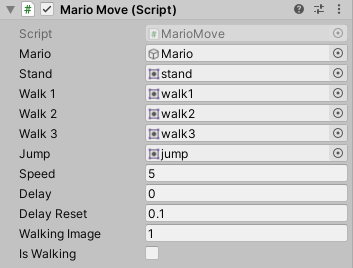 Mario Move (Script)
Script MarioMove
Mario Mario
Stand stand
Walk 1 walk1
Walk 2 walk2
Walk 3 walk3
Jump jump
Speed 5
Delay 0
Delay Reset 0.1
Walking Image 1
Is Walking